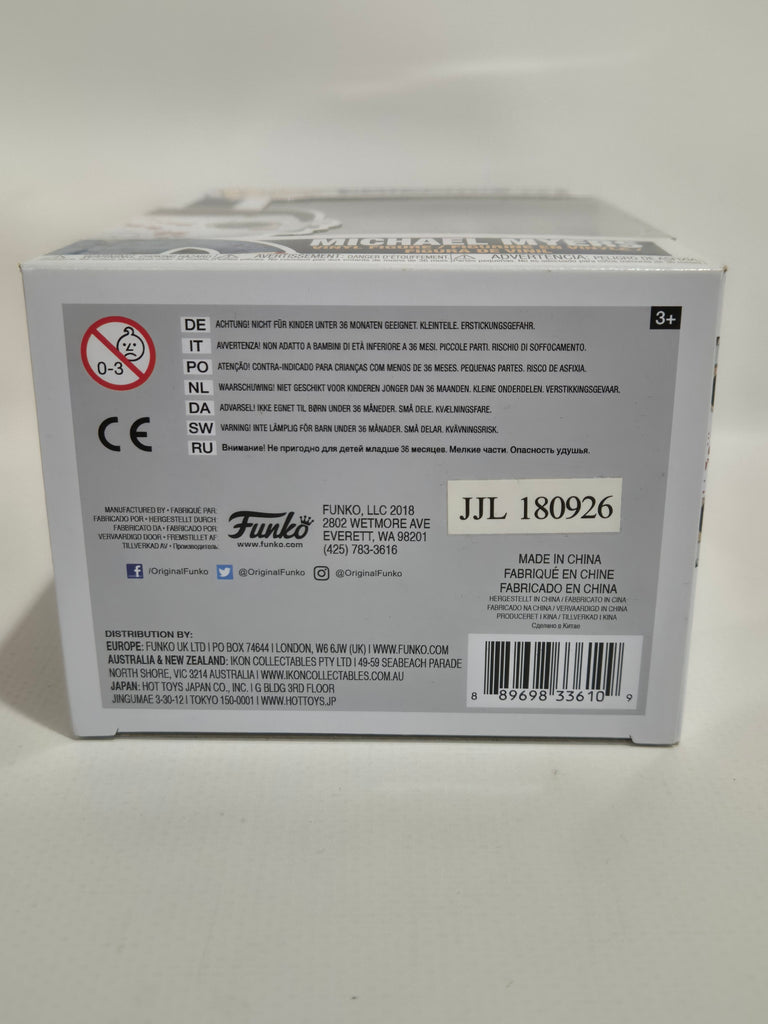 MICHAEL MYERS
AVERTISSEMENT: DANGER D'ÉTOUFFEMENT
ADVERTENCIA: PELIGRO DE ASFIXIA
3+
0-3
DE ACHTUNG! NICHT FÜR KINDER UNTER 36 MONATEN GEEIGNET. KLEINTEILE. ERSTICKUNGSGEFAHR.
IT AVVERTENZA! NON ADATTO A BAMBINI DI ETÀ INFERIORE A 36 MESI. PICCOLE PARTI. RISCHIO DI SOFFOCAMENTO.
PO ATENÇÃO! CONTRA-INDICADO PARA CRIANÇAS COM MENOS DE 36 MESES. PEQUENAS PARTES. RISCO DE ASFIXIA.
NL WAARSCHUWING! NIET GESCHIKT VOOR KINDEREN JONGER DAN 36 MAANDEN. KLEINE ONDERDELEN. VERSTIKKINGSGEVAAR.
DA ADVARSEL! IKKE EGNET TIL BØRN UNDER 36 MÅNEDER. SMÅ DELE. KVÆLNINGSFARE.
SW VARNING! INTE LÄMPLIG FÖR BARN UNDER 36 MÅNADER. SMÅ DELAR. KVÄVNINGSRISK.
RU Внимание! Не пригодно для детей младше 36 месяцев. Мелкие части. Опасность удушья.
CE
MANUFACTURED BY • FABRIQUÉ PAR:
FABRICADO POR • HERGESTELLT DURCH:
FABBRICATO DA • FABRICADO POR:
VERVAARDIGD DOOR • FREMSTILLET AF
TILLVERKAD AV • Производитель:
Funko
www.funko.com
FUNKO, LLC 2018
2802 WETMORE AVE
EVERETT, WA 98201
(425) 783-3616
JJL 180926
/OriginalFunko @OriginalFunko @OriginalFunko
MADE IN CHINA
FABRIQUÉ EN CHINE
FABRICADO EN CHINA
HERGESTELLT IN CHINA / FABBRICATO IN CINA
FABRICADO NA CHINA / VERVAARDIGD IN CHINA
PRODUCERET I KINA / TILLVERKAD I KINA
Сделано в Китае
DISTRIBUTION BY:
EUROPE: FUNKO UK LTD | PO BOX 74644 | LONDON, W6 6JW (UK) | WWW.FUNKO.COM
AUSTRALIA & NEW ZEALAND: IKON COLLECTABLES PTY LTD | 49-59 SEABEACH PARADE
NORTH SHORE, VIC 3214 AUSTRALIA | WWW.IKONCOLLECTABLES.COM.AU
JAPAN: HOT TOYS JAPAN CO., INC. | G BLDG 3RD FLOOR
JINGUMAE 3-30-12 | TOKYO 150-0001 | WWW.HOTTOYS.JP
8 89698 33610 9